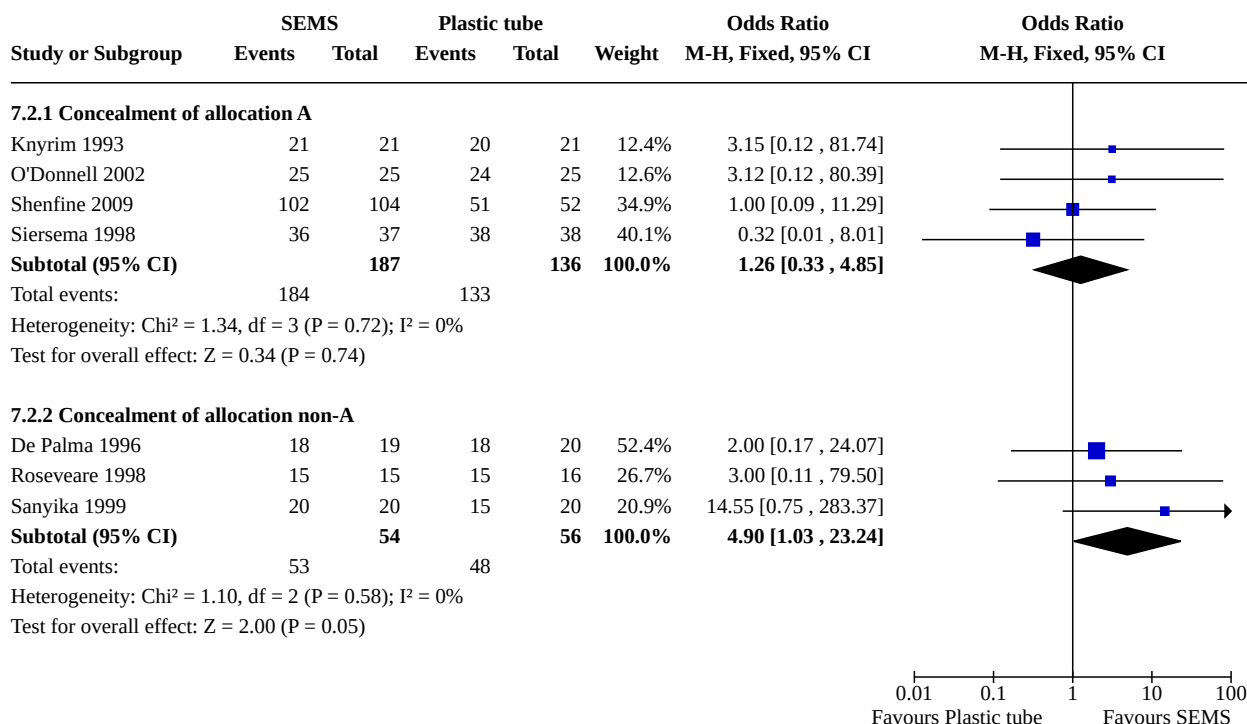 SEMS Plastic tube Odds Ratio Odds Ratio
Study or Subgroup Events Total Events Total Weight M-H, Fixed, 95% CI M-H, Fixed, 95% CI
7.2.1 Concealment of allocation A
Knyrim 1993 21 21 20 21 12.4% 3.15 [0.12 , 81.74]
O'Donnell 2002 25 25 24 25 12.6% 3.12 [0.12 , 80.39]
Shenfine 2009 102 104 51 52 34.9% 1.00 [0.09 , 11.29]
Siersema 1998 36 37 38 38 40.1% 0.32 [0.01 , 8.01]
Subtotal (95% CI) 187 136 100.0% 1.26 [0.33 , 4.85]
Total events: 184 133
Heterogeneity: Chi² = 1.34, df = 3 (P = 0.72); I² = 0%
Test for overall effect: Z = 0.34 (P = 0.74)
7.2.2 Concealment of allocation non-A
De Palma 1996 18 19 18 20 52.4% 2.00 [0.17 , 24.07]
Roseveare 1998 15 15 15 16 26.7% 3.00 [0.11 , 79.50]
Sanyika 1999 20 20 15 20 20.9% 14.55 [0.75 , 283.37]
Subtotal (95% CI) 54 56 100.0% 4.90 [1.03 , 23.24]
Total events: 53 48
Heterogeneity: Chi² = 1.10, df = 2 (P = 0.58); I² = 0%
Test for overall effect: Z = 2.00 (P = 0.05)
0.01 0.1 1 10 100
Favours Plastic tube Favours SEMS